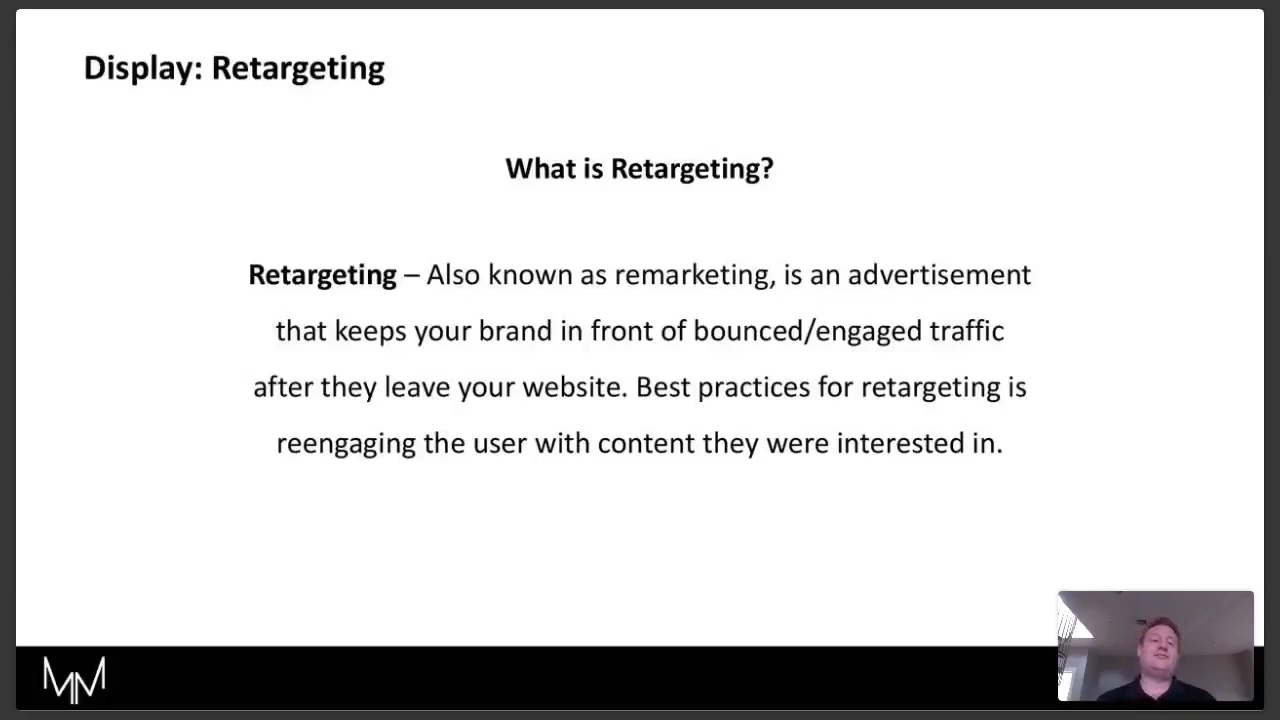 Display: Retargeting
What is Retargeting?
Retargeting – Also known as remarketing, is an advertisement
that keeps your brand in front of bounced/engaged traffic
after they leave your website. Best practices for retargeting is
reengaging the user with content they were interested in.